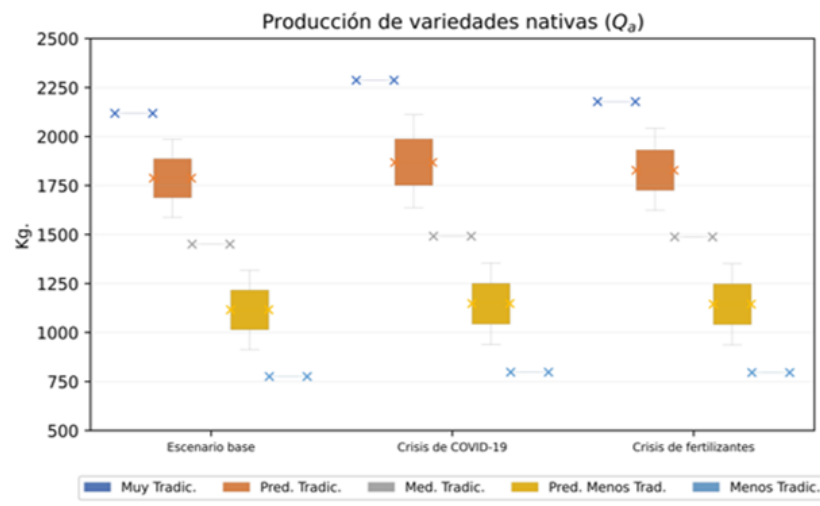 Producción de variedades nativas (Qₐ)
2500
2250
2000
1750
1500
1250
1000
750
500
Kg.
Escenario base
Crisis de COVID-19
Crisis de fertilizantes
Muy Tradic.
Pred. Tradic.
Med. Tradic.
Pred. Menos Trad.
Menos Tradic.